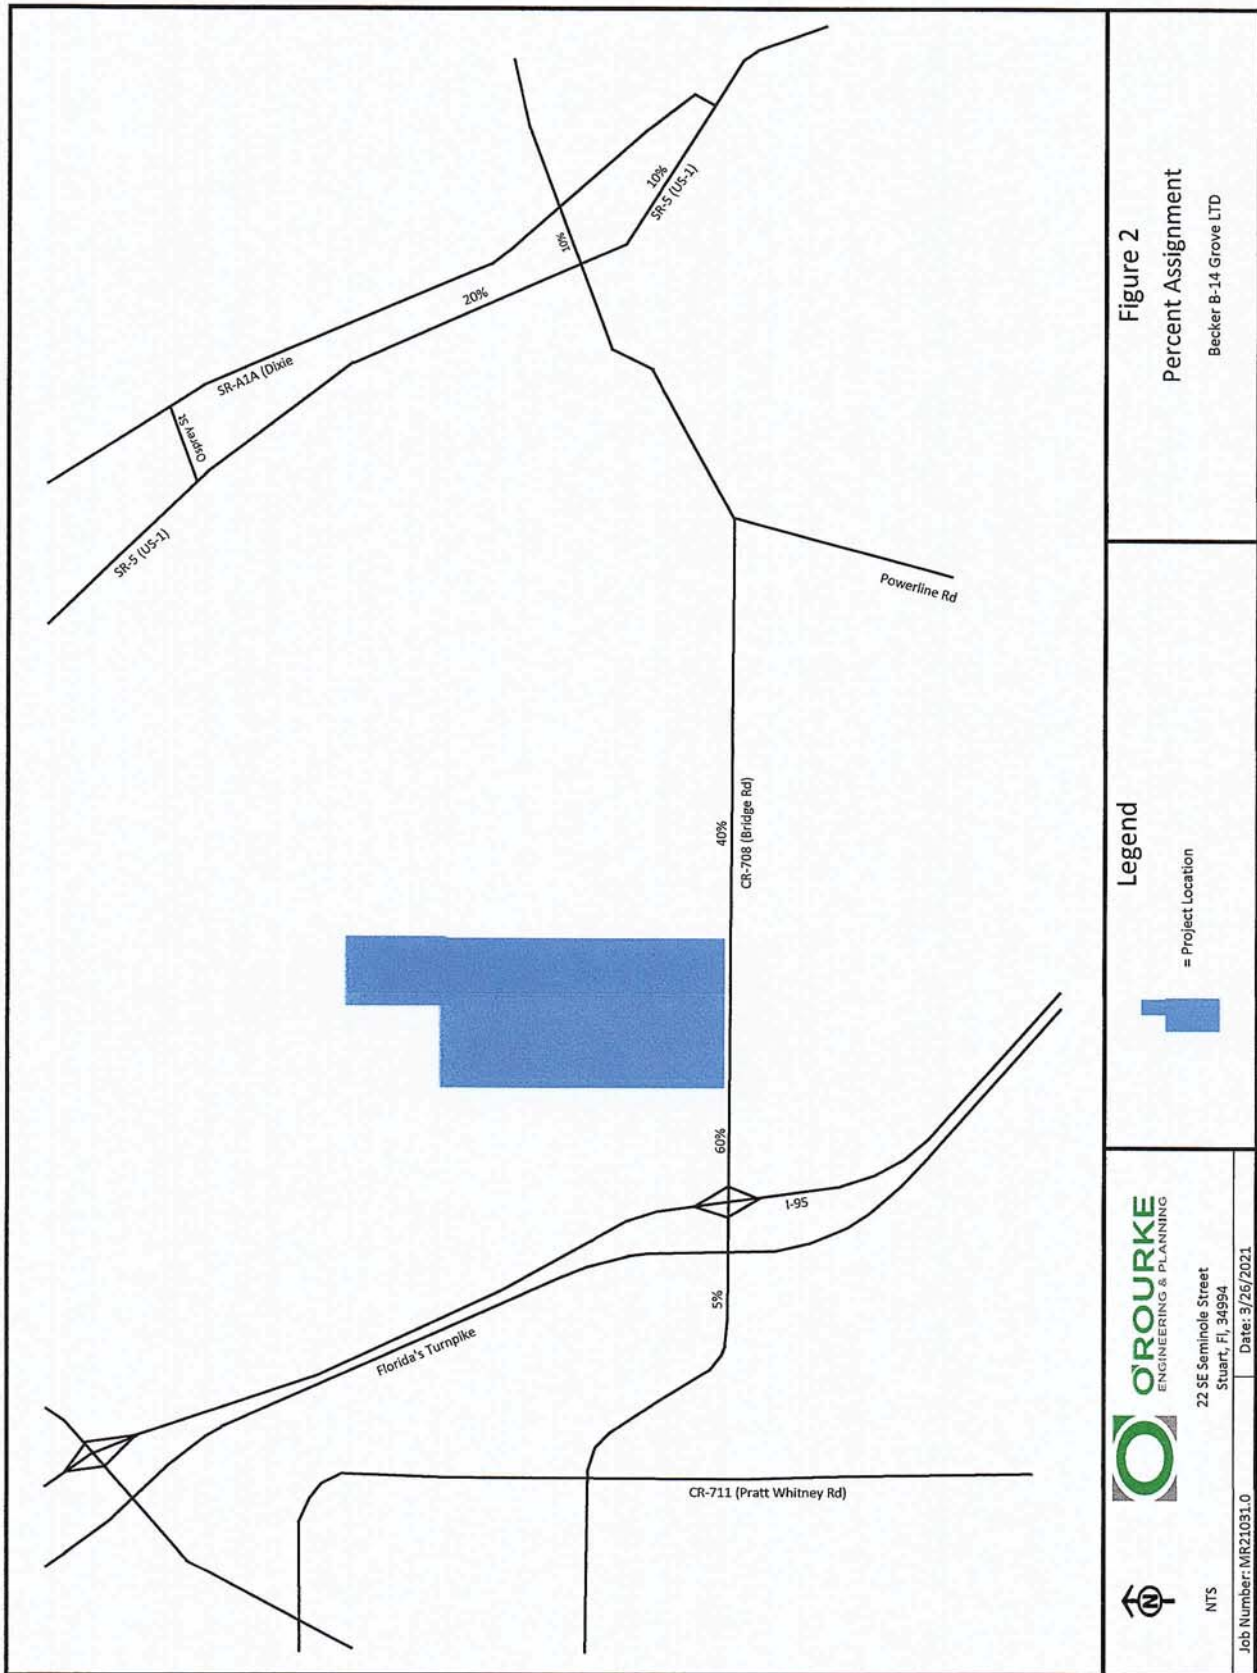 SR-5 (US-1)
Osprey St
SR-A1A (Dixie
20%
10%
10%
SR-5 (US-1)
Powerline Rd
40%
CR-708 (Bridge Rd)
60%
I-95
5%
Florida's Turnpike
CR-711 (Pratt Whitney Rd)
N
NTS
O'ROURKE
ENGINEERING & PLANNING
22 SE Seminole Street
Stuart, Fl, 34994
Job Number: MR21031.0
Date: 3/26/2021
Legend
= Project Location
Figure 2
Percent Assignment
Becker B-14 Grove LTD